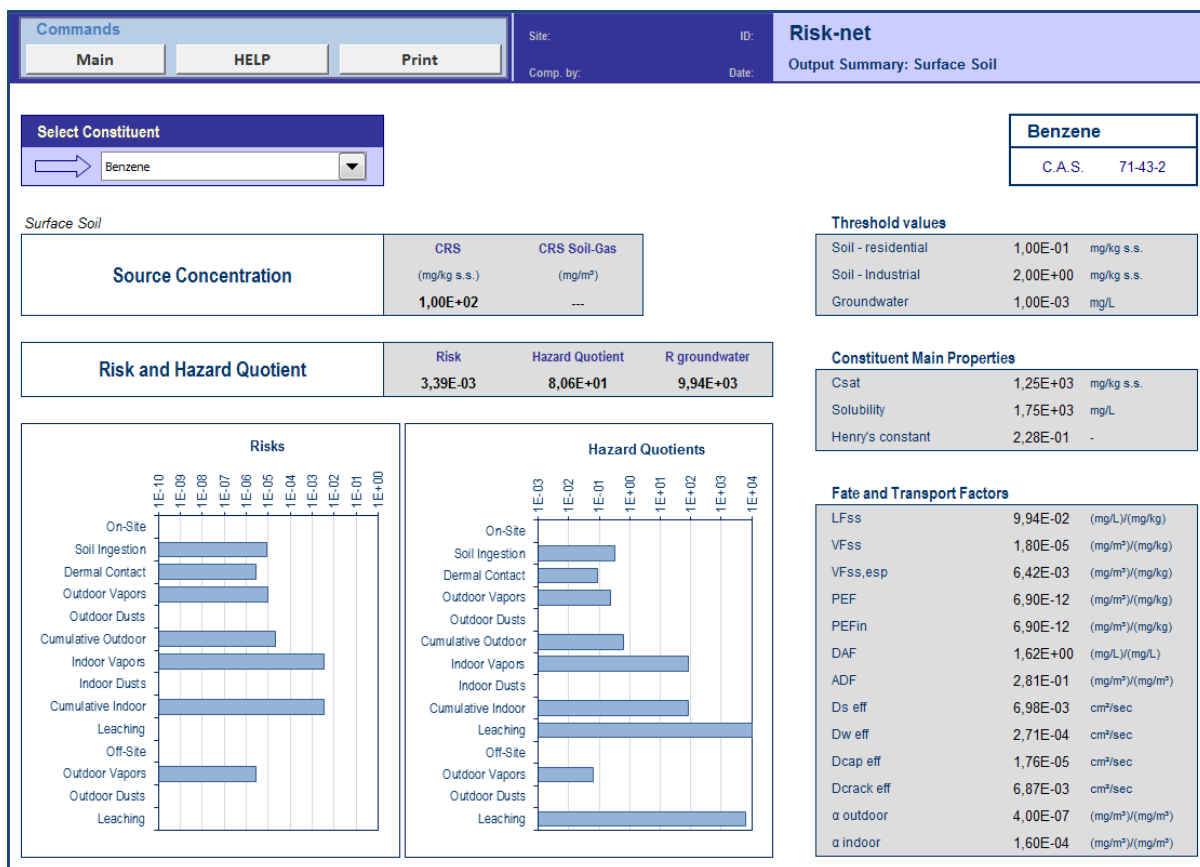 Commands
Main HELP Print
Site: ID:
Comp. by: Date:
Risk-net
Output Summary: Surface Soil
Select Constituent
Benzene
Benzene
C.A.S. 71-43-2
Surface Soil
Source Concentration
CRS CRS Soil-Gas
(mg/kg s.s.) (mg/m³)
1,00E+02 ---
Risk and Hazard Quotient
Risk Hazard Quotient R groundwater
3,39E-03 8,06E+01 9,94E+03
Risks
1E-10 1E-09 1E-08 1E-07 1E-06 1E-05 1E-04 1E-03 1E-02 1E-01 1E+00
On-Site
Soil Ingestion
Dermal Contact
Outdoor Vapors
Outdoor Dusts
Cumulative Outdoor
Indoor Vapors
Indoor Dusts
Cumulative Indoor
Leaching
Off-Site
Outdoor Vapors
Outdoor Dusts
Leaching
Hazard Quotients
1E-03 1E-02 1E-01 1E+00 1E+01 1E+02 1E+03 1E+04
On-Site
Soil Ingestion
Dermal Contact
Outdoor Vapors
Outdoor Dusts
Cumulative Outdoor
Indoor Vapors
Indoor Dusts
Cumulative Indoor
Leaching
Off-Site
Outdoor Vapors
Outdoor Dusts
Leaching
Threshold values
Soil - residential 1,00E-01 mg/kg s.s.
Soil - Industrial 2,00E+00 mg/kg s.s.
Groundwater 1,00E-03 mg/L
Constituent Main Properties
Csat 1,25E+03 mg/kg s.s.
Solubility 1,75E+03 mg/L
Henry's constant 2,28E-01 -
Fate and Transport Factors
LFss 9,94E-02 (mg/L)/(mg/kg)
VFss 1,80E-05 (mg/m³)/(mg/kg)
VFss,esp 6,42E-03 (mg/m³)/(mg/kg)
PEF 6,90E-12 (mg/m³)/(mg/kg)
PEFin 6,90E-12 (mg/m³)/(mg/kg)
DAF 1,62E+00 (mg/L)/(mg/L)
ADF 2,81E-01 (mg/m³)/(mg/m³)
Ds eff 6,98E-03 cm²/sec
Dw eff 2,71E-04 cm²/sec
Dcap eff 1,76E-05 cm²/sec
Dcrack eff 6,87E-03 cm²/sec
α outdoor 4,00E-07 (mg/m³)/(mg/m³)
α indoor 1,60E-04 (mg/m³)/(mg/m³)